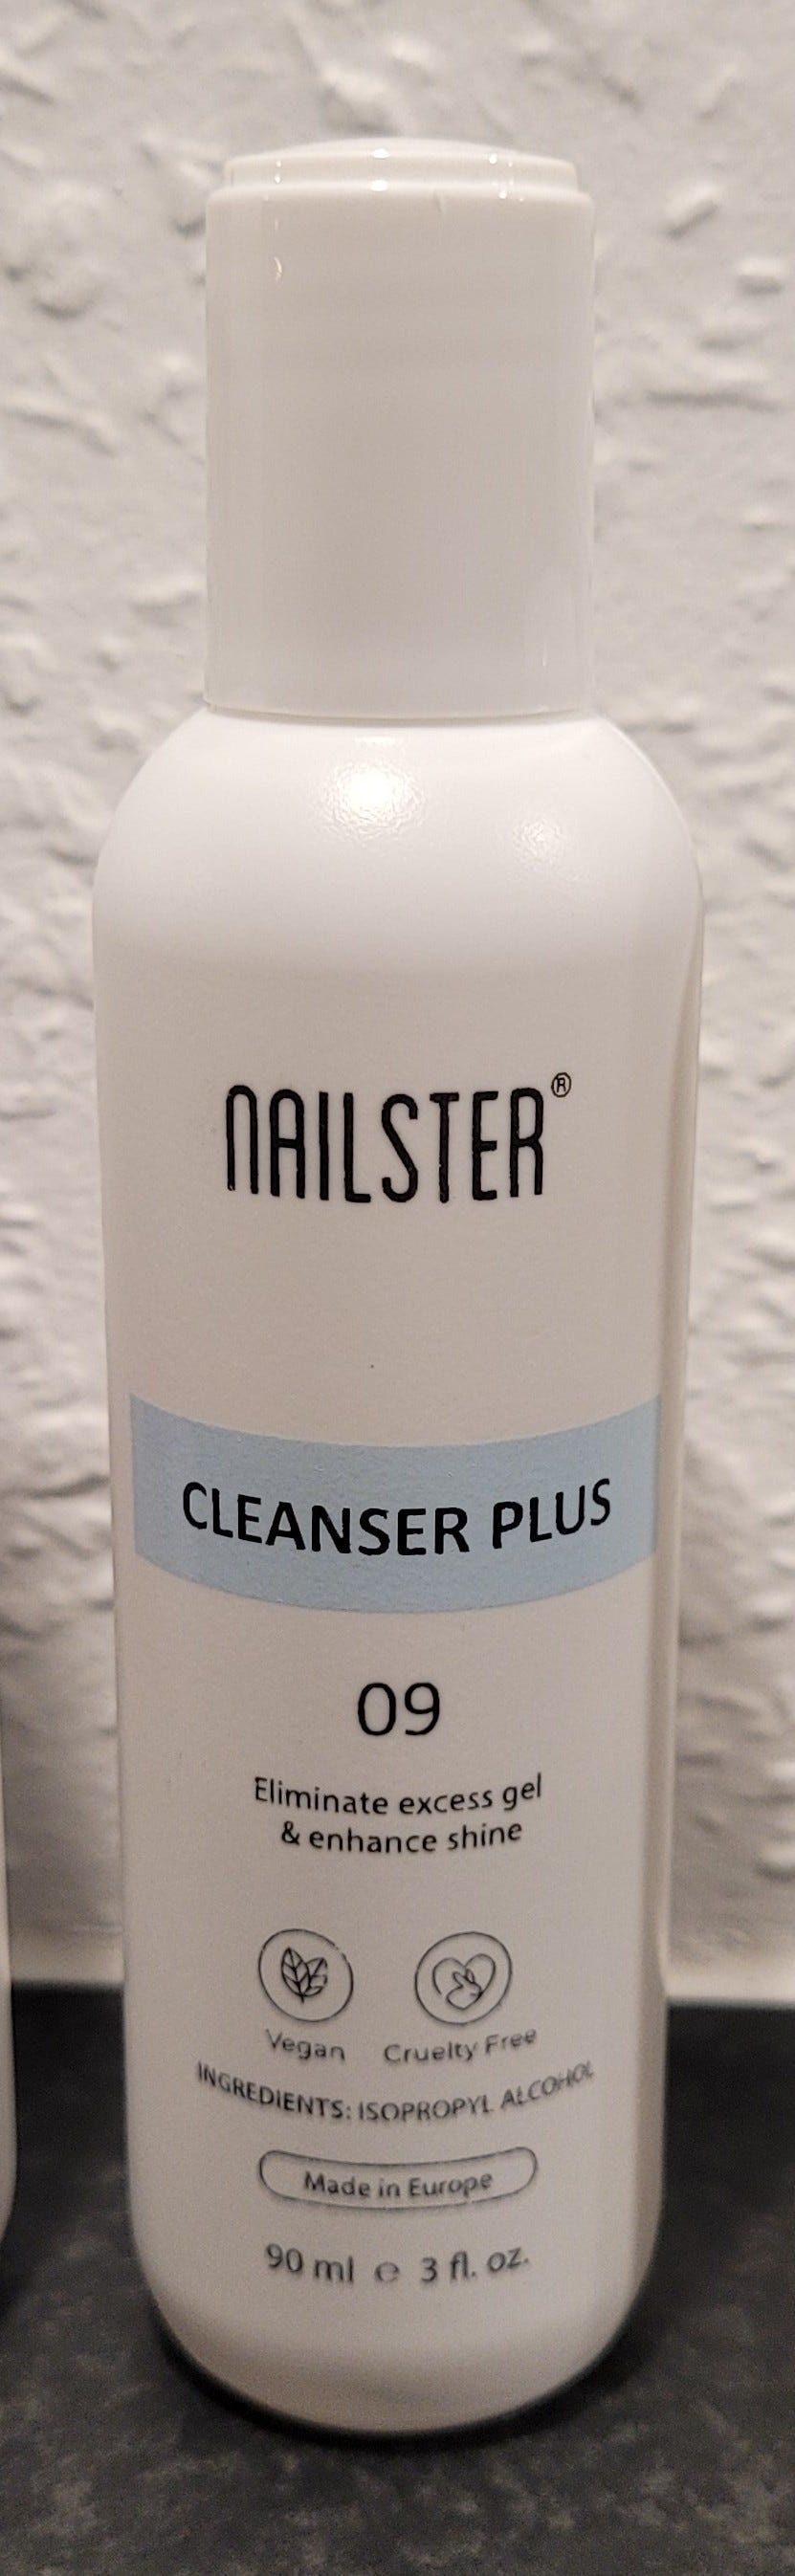 NAILSTER®
CLEANSER PLUS
09
Eliminate excess gel
& enhance shine
Vegan Cruelty Free
INGREDIENTS: ISOPROPYL ALCOHOL
Made in Europe
90 ml e 3 fl. oz.